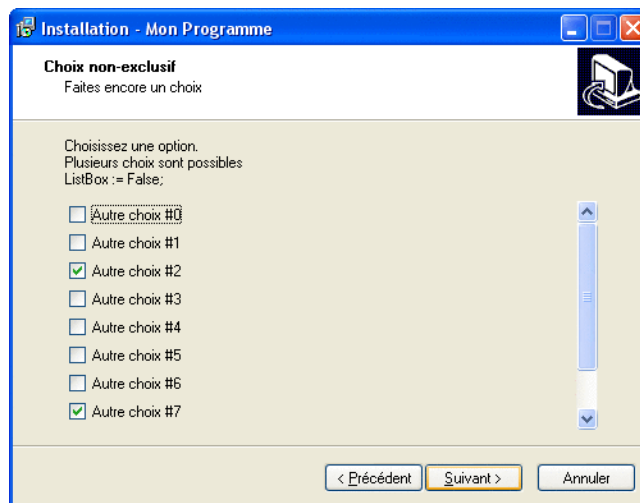 Installation - Mon Programme
Choix non-exclusif
Faites encore un choix
Choisissez une option.
Plusieurs choix sont possibles
ListBox := False;
Autre choix #0
Autre choix #1
Autre choix #2
Autre choix #3
Autre choix #4
Autre choix #5
Autre choix #6
Autre choix #7
< Précédent Suivant > Annuler